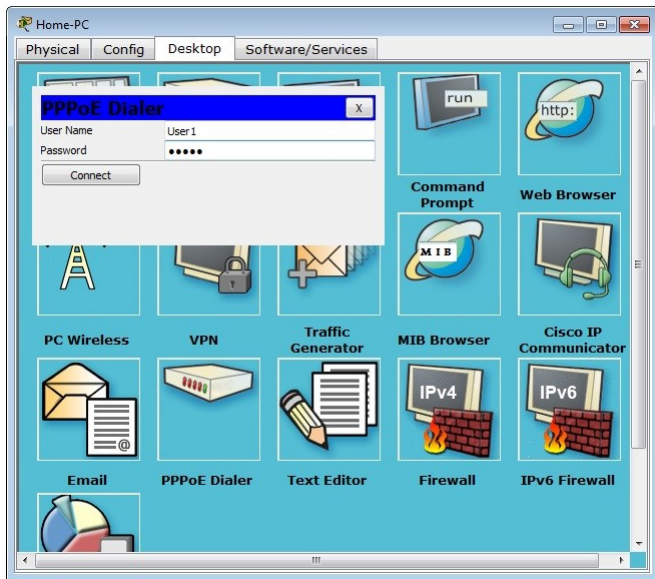 Home-PC
Physical Config Desktop Software/Services
PPPoE Dialer X
User Name User1
Password •••••
Connect
run
http:
Command Prompt
Web Browser
MIB
PC Wireless
VPN
Traffic Generator
MIB Browser
Cisco IP Communicator
@
IPv4
IPv6
Email
PPPoE Dialer
Text Editor
Firewall
IPv6 Firewall